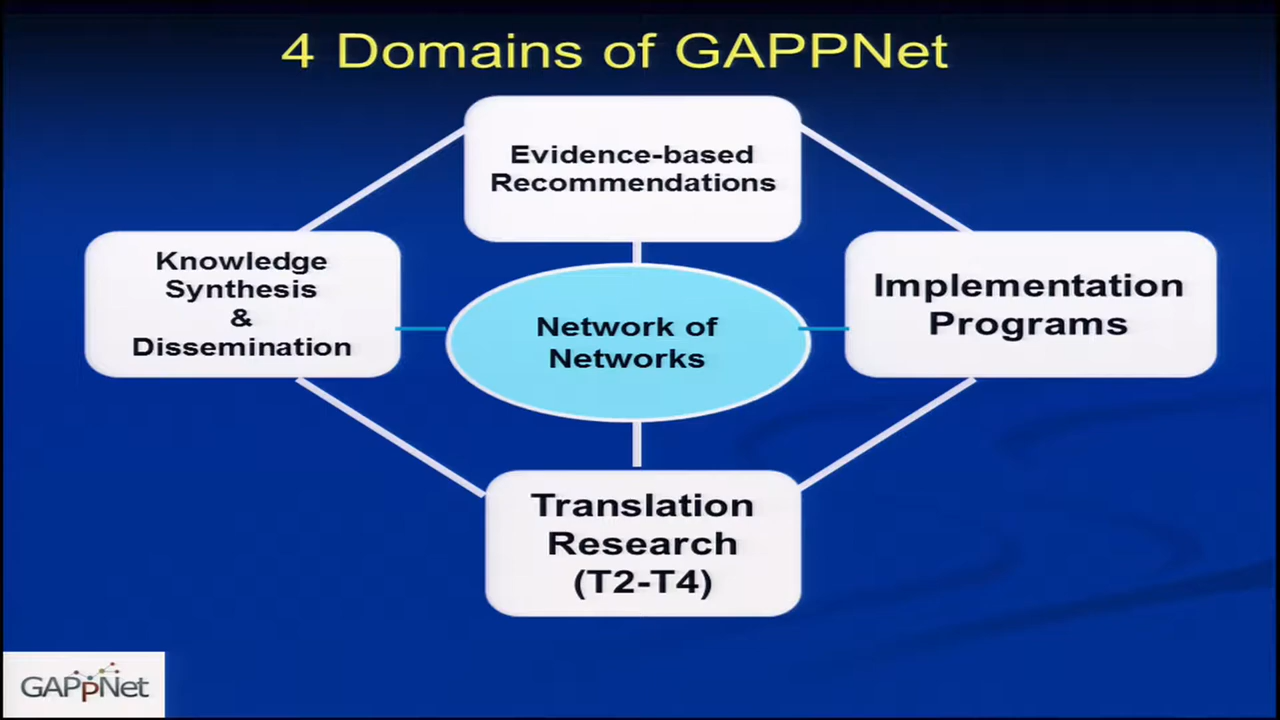 4 Domains of GAPPNet
Evidence-based
Recommendations
Knowledge
Synthesis
&
Dissemination
Network of
Networks
Implementation
Programs
Translation
Research
(T2-T4)
GAPpNet